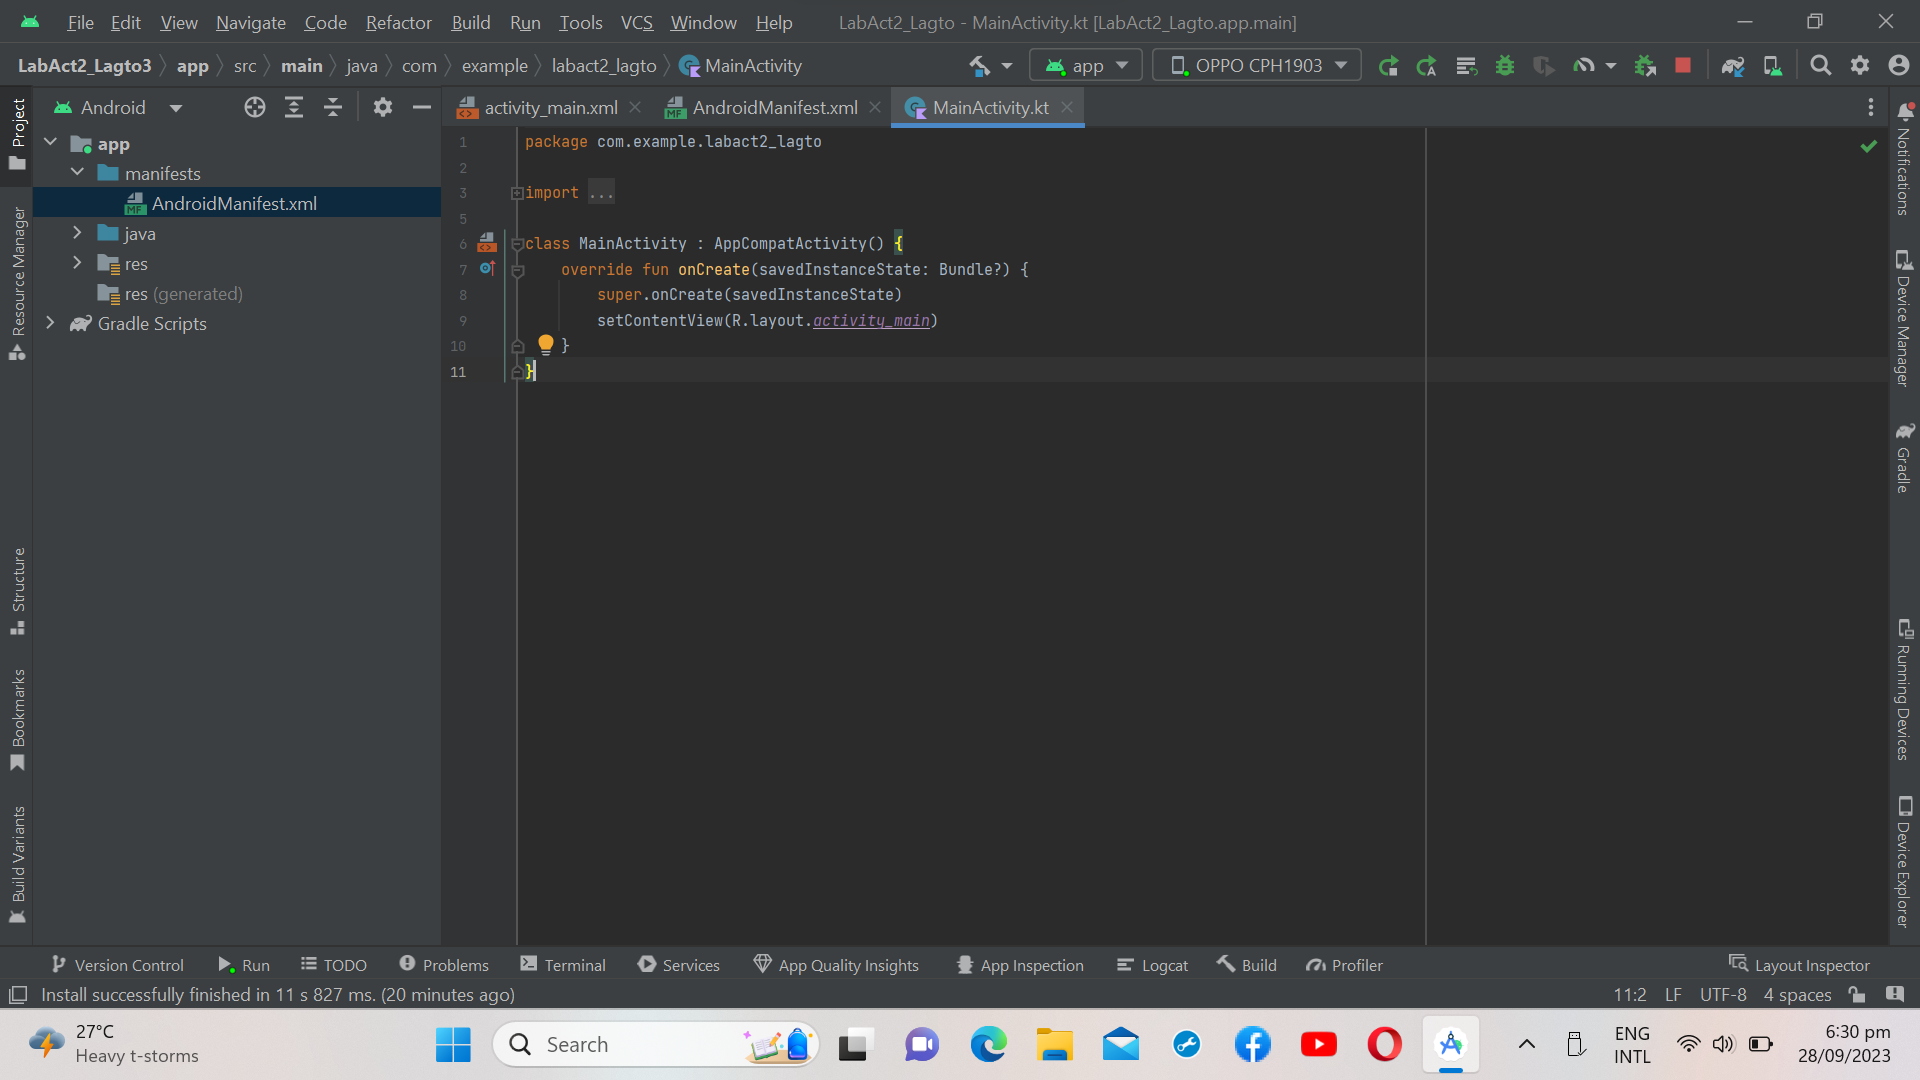 File Edit View Navigate Code Refactor Build Run Tools VCS Window Help LabAct2_Lagto - MainActivity.kt [LabAct2_Lagto.app.main]
LabAct2_Lagto3 app src main java com example labact2_lagto MainActivity app OPPO CPH1903
Project
Resource Manager
Structure
Bookmarks
Build Variants
Android
app
manifests
AndroidManifest.xml
java
res
res (generated)
Gradle Scripts
activity_main.xml AndroidManifest.xml MainActivity.kt
1 package com.example.labact2_lagto
2
3 import ...
5
6 class MainActivity : AppCompatActivity() {
7 override fun onCreate(savedInstanceState: Bundle?) {
8 super.onCreate(savedInstanceState)
9 setContentView(R.layout.activity_main)
10 }
11 }
Notifications
Device Manager
Gradle
Running Devices
Device Explorer
Version Control Run TODO Problems Terminal Services App Quality Insights App Inspection Logcat Build Profiler Layout Inspector
Install successfully finished in 11 s 827 ms. (20 minutes ago) 11:2 LF UTF-8 4 spaces
27°C
Heavy t-storms
Search
ENG
INTL
6:30 pm
28/09/2023